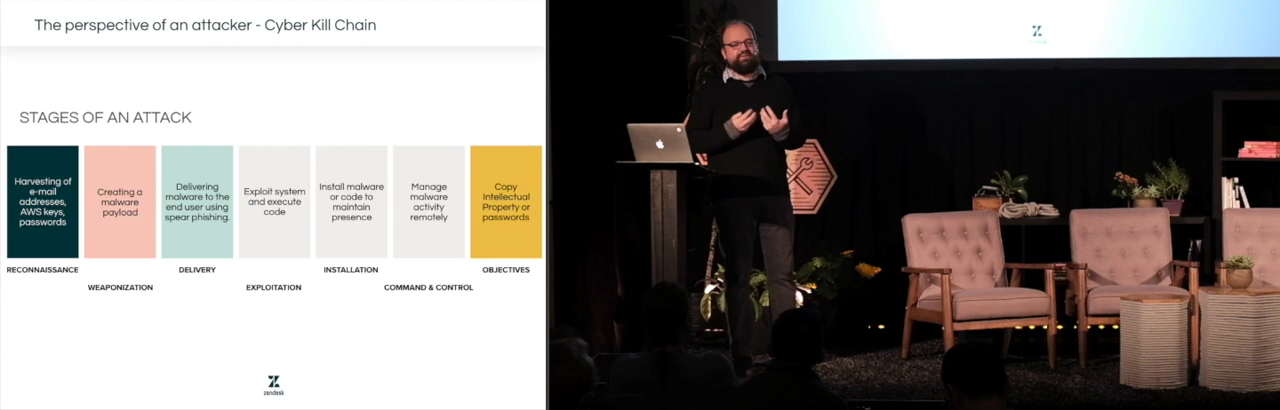 The perspective of an attacker - Cyber Kill Chain
STAGES OF AN ATTACK
Harvesting of
e-mail
addresses,
AWS keys,
passwords
Creating a
malware
payload
Delivering
malware to the
end user using
spear phishing.
Exploit system
and execute
code
Install malware
or code to
maintain
presence
Manage
malware
activity
remotely
Copy
Intellectual
Property or
passwords
RECONNAISSANCE
WEAPONIZATION
DELIVERY
EXPLOITATION
INSTALLATION
COMMAND & CONTROL
OBJECTIVES
zendesk